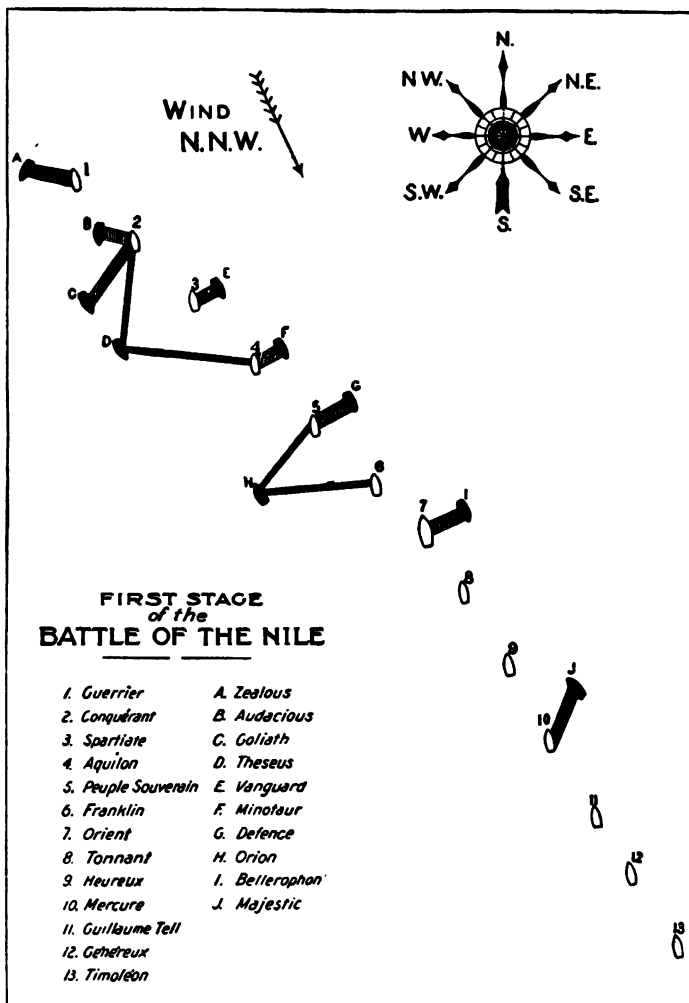 N.
N.W.
N.E.
WIND
N.N.W.
W
E
S.W.
S.E.
S.
A
1
B
2
C
3
E
D
4
F
5
G
H
6
7
I
8
9
J
10
11
12
13
FIRST STAGE
of the
BATTLE OF THE NILE
1. Guerrier
2. Conquérant
3. Spartiate
4. Aquilon
5. Peuple Souverain
6. Franklin
7. Orient
8. Tonnant
9. Heureux
10. Mercure
11. Guillaume Tell
12. Généreux
13. Timoléon
A. Zealous
B. Audacious
C. Goliath
D. Theseus
E. Vanguard
F. Minotaur
G. Defence
H. Orion
I. Bellerophon
J. Majestic